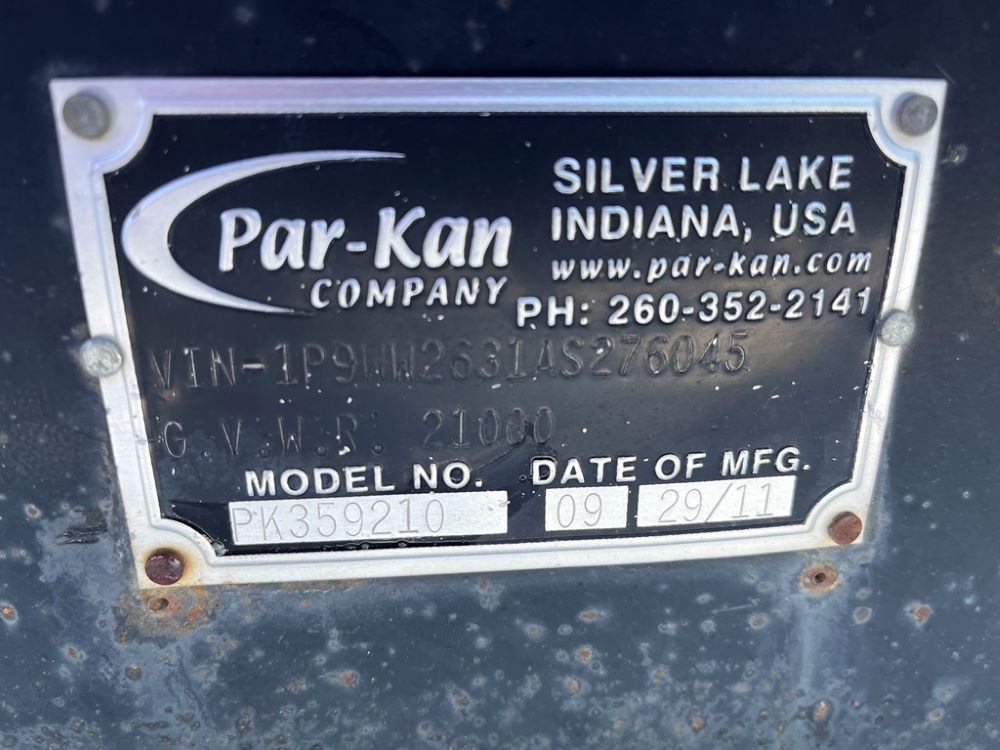 Par-Kan
COMPANY
SILVER LAKE
INDIANA, USA
www.par-kan.com
PH: 260-352-2141
VIN-1P9WW2631AS276045
G.V.W.R. 21000
MODEL NO. DATE OF MFG.
PK359210 09 29/11